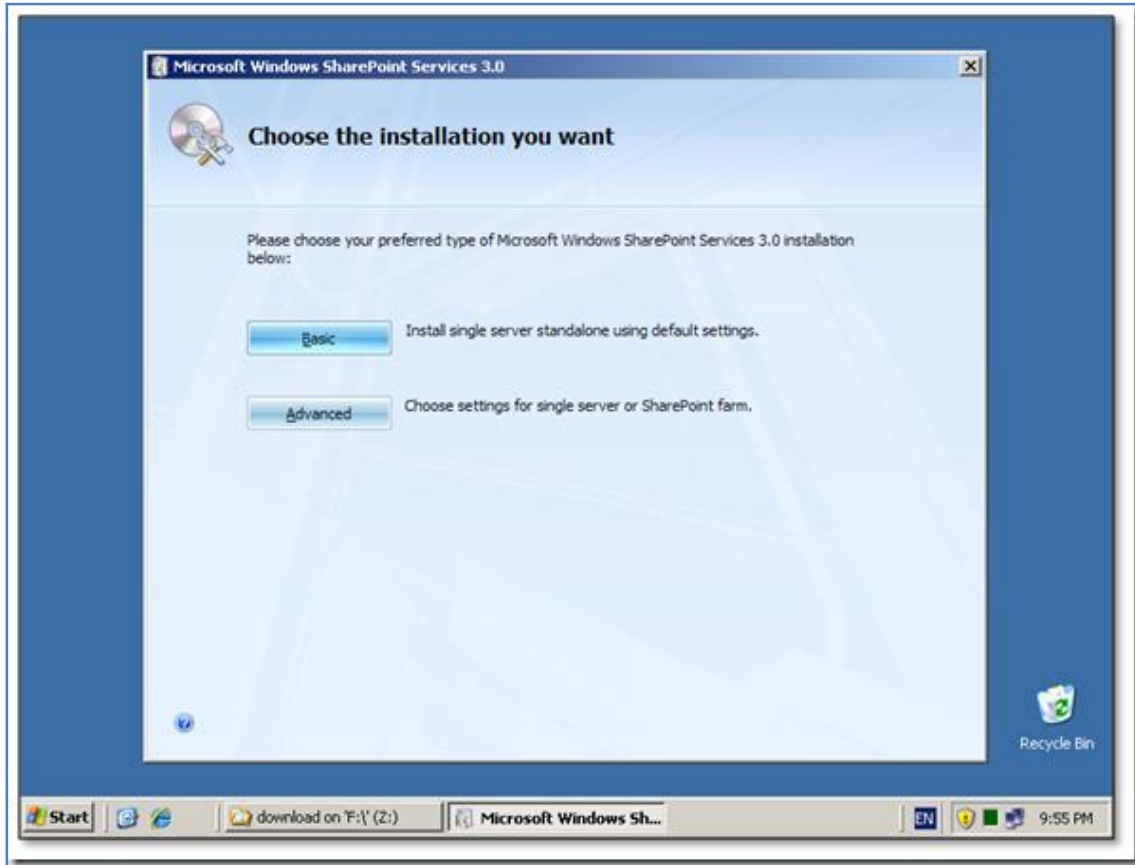 Microsoft Windows SharePoint Services 3.0
Choose the installation you want
Please choose your preferred type of Microsoft Windows SharePoint Services 3.0 installation
below:
Basic
Install single server standalone using default settings.
Advanced
Choose settings for single server or SharePoint farm.
Recycle Bin
Start
download on 'F:\' (Z:)
Microsoft Windows Sh...
EN
9:55 PM